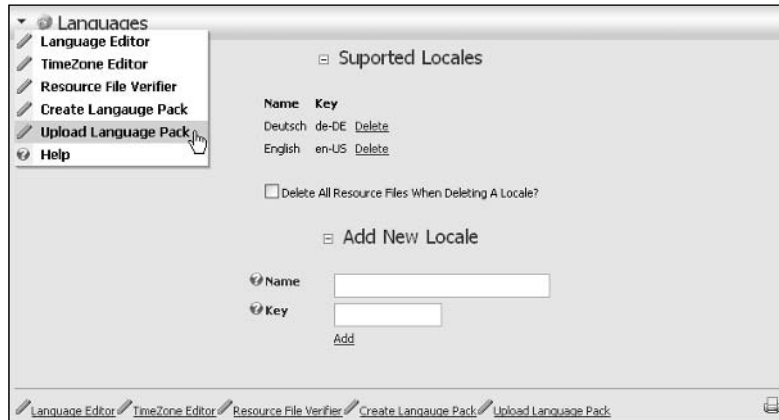 Languages
Language Editor
TimeZone Editor
Resource File Verifier
Create Langauge Pack
Upload Language Pack
Help
Suported Locales
Name Key
Deutsch de-DE Delete
English en-US Delete
Delete All Resource Files When Deleting A Locale?
Add New Locale
Name
Key
Add
Language Editor TimeZone Editor Resource File Verifier Create Langauge Pack Upload Language Pack